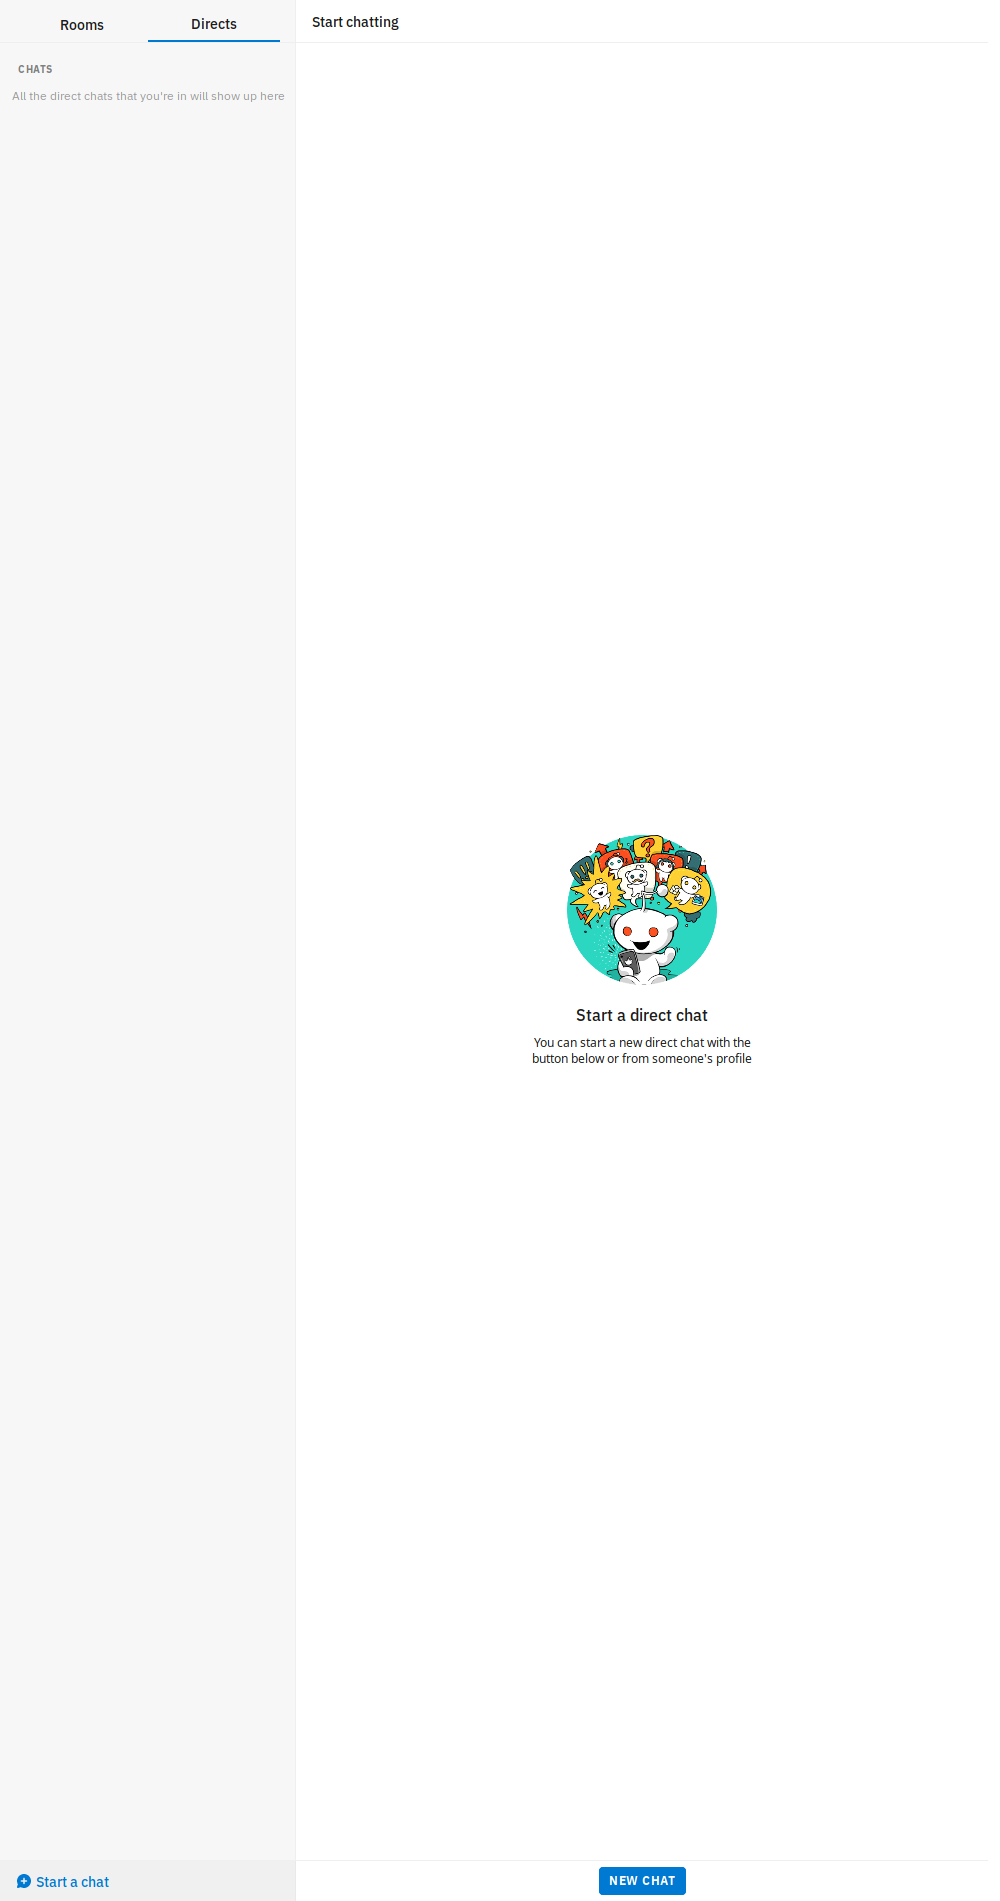 Rooms
Directs
Start chatting
CHATS
All the direct chats that you're in will show up here
?
!
Start a direct chat
You can start a new direct chat with the
button below or from someone's profile
Start a chat
NEW CHAT